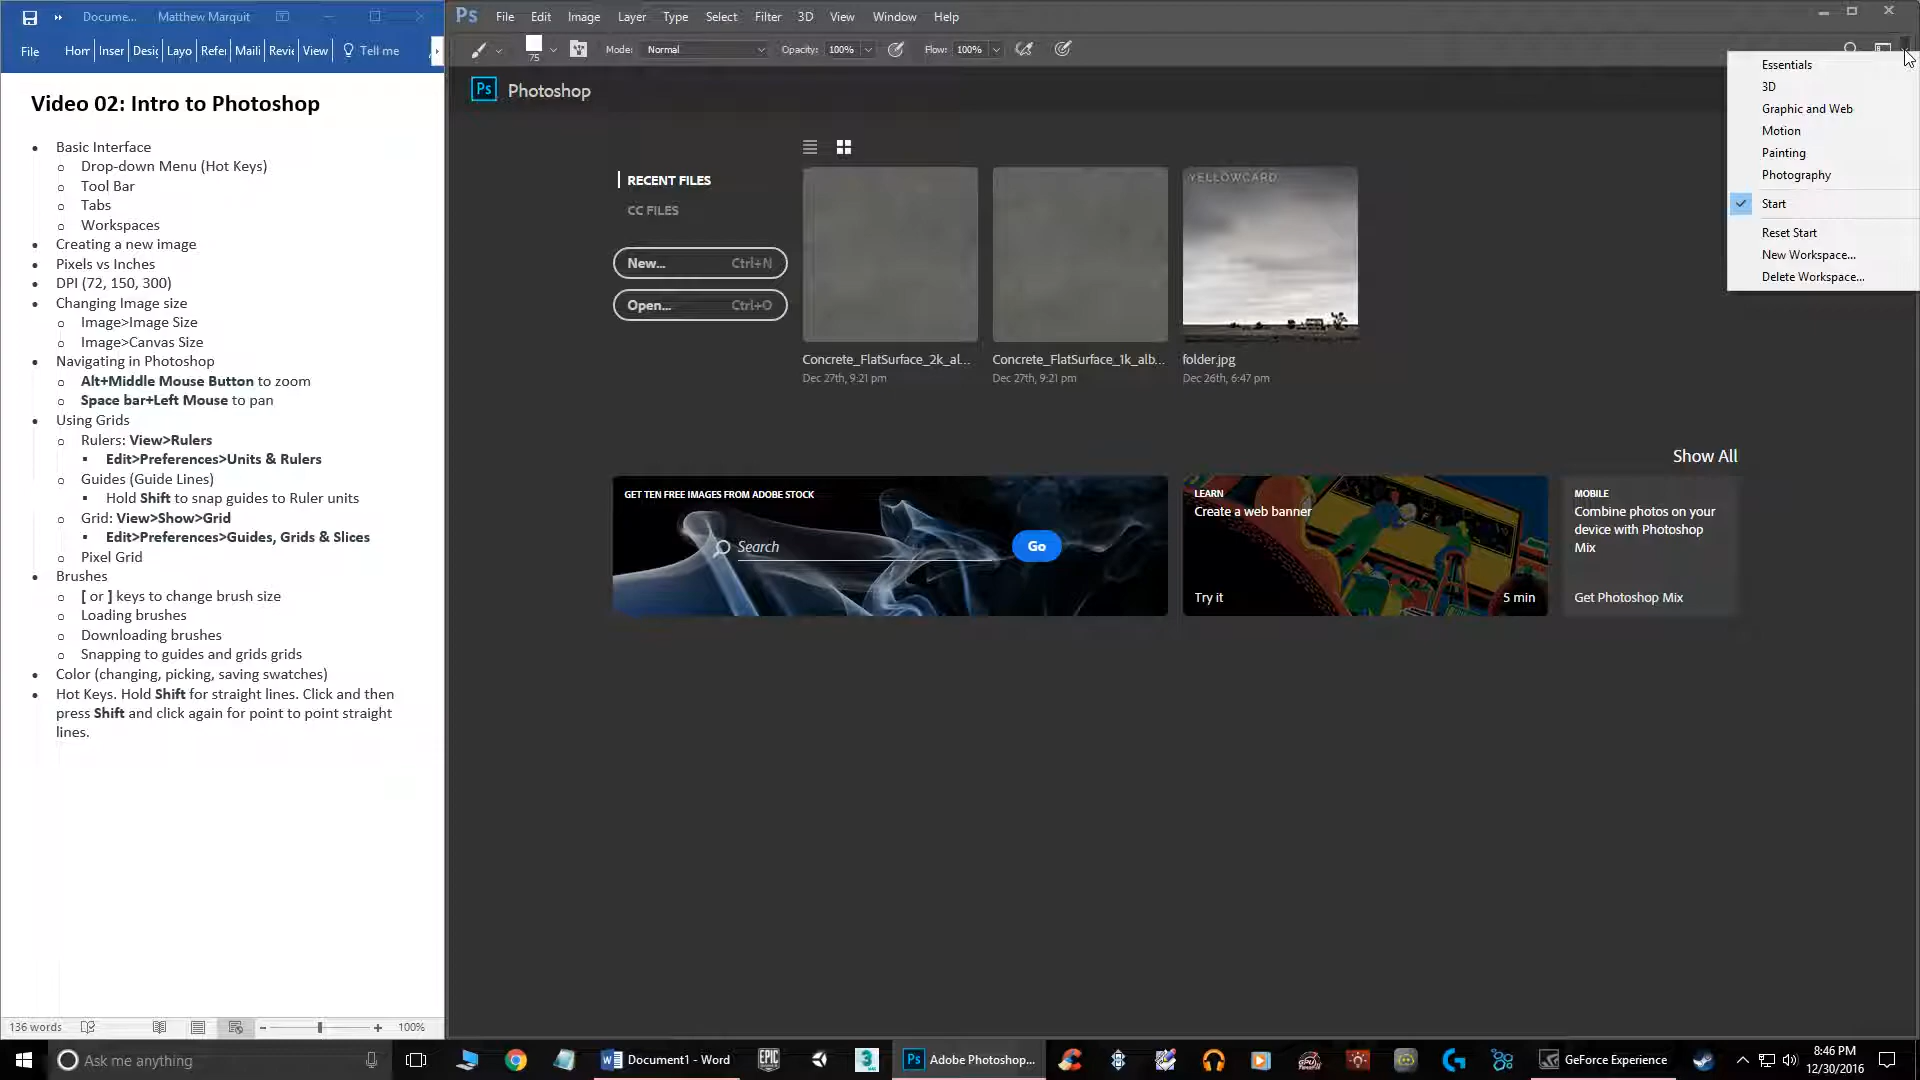 Docume...
Matthew Marquit
File
Inser
Layo
View
Tell me
Video 02: Intro to Photoshop
Basic Interface
Drop-down Menu (Hot Keys)
Tool Bar
Tabs
Workspaces
Creating a new image
Pixels vs Inches
DPI (72, 150, 300)
Changing Image size
Image>Image Size
Image>Canvas Size
Navigating in Photoshop
Alt+Middle Mouse Button to zoom
Space bar+Left Mouse to pan
Using Grids
Rulers: View>Rulers
Edit>Preferences>Units & Rulers
Guides (Guide Lines)
Hold Shift to snap guides to Ruler units
Grid: View>Show>Grid
Edit>Preferences>Guides, Grids & Slices
Pixel Grid
Brushes
[ or ] keys to change brush size
Loading brushes
Downloading brushes
Snapping to guides and grids grids
Color (changing, picking, saving swatches)
Hot Keys. Hold Shift for straight lines. Click and then
press Shift and click again for point to point straight
lines.
136 words
100%
Ps File Edit Image Layer Type Select Filter 3D View Window Help
75
Mode: Normal Opacity: 100% Flow: 100%
Ps Photoshop
RECENT FILES
CC FILES
New... Ctrl+N
Open... Ctrl+O
YELLOWCARD
Concrete_FlatSurface_2k_al...
Dec 27th, 9:21 pm
Concrete_FlatSurface_1k_alb...
Dec 27th, 9:21 pm
folder.jpg
Dec 26th, 6:47 pm
Show All
GET TEN FREE IMAGES FROM ADOBE STOCK
Search
Go
LEARN
Create a web banner
Try it
5 min
MOBILE
Combine photos on your
device with Photoshop
Mix
Get Photoshop Mix
Essentials
3D
Graphic and Web
Motion
Painting
Photography
Start
Reset Start
New Workspace...
Delete Workspace...
Ask me anything
Document1 - Word
EPIC
3
Ps Adobe Photoshop...
GeForce Experience
8:46 PM
12/30/2016